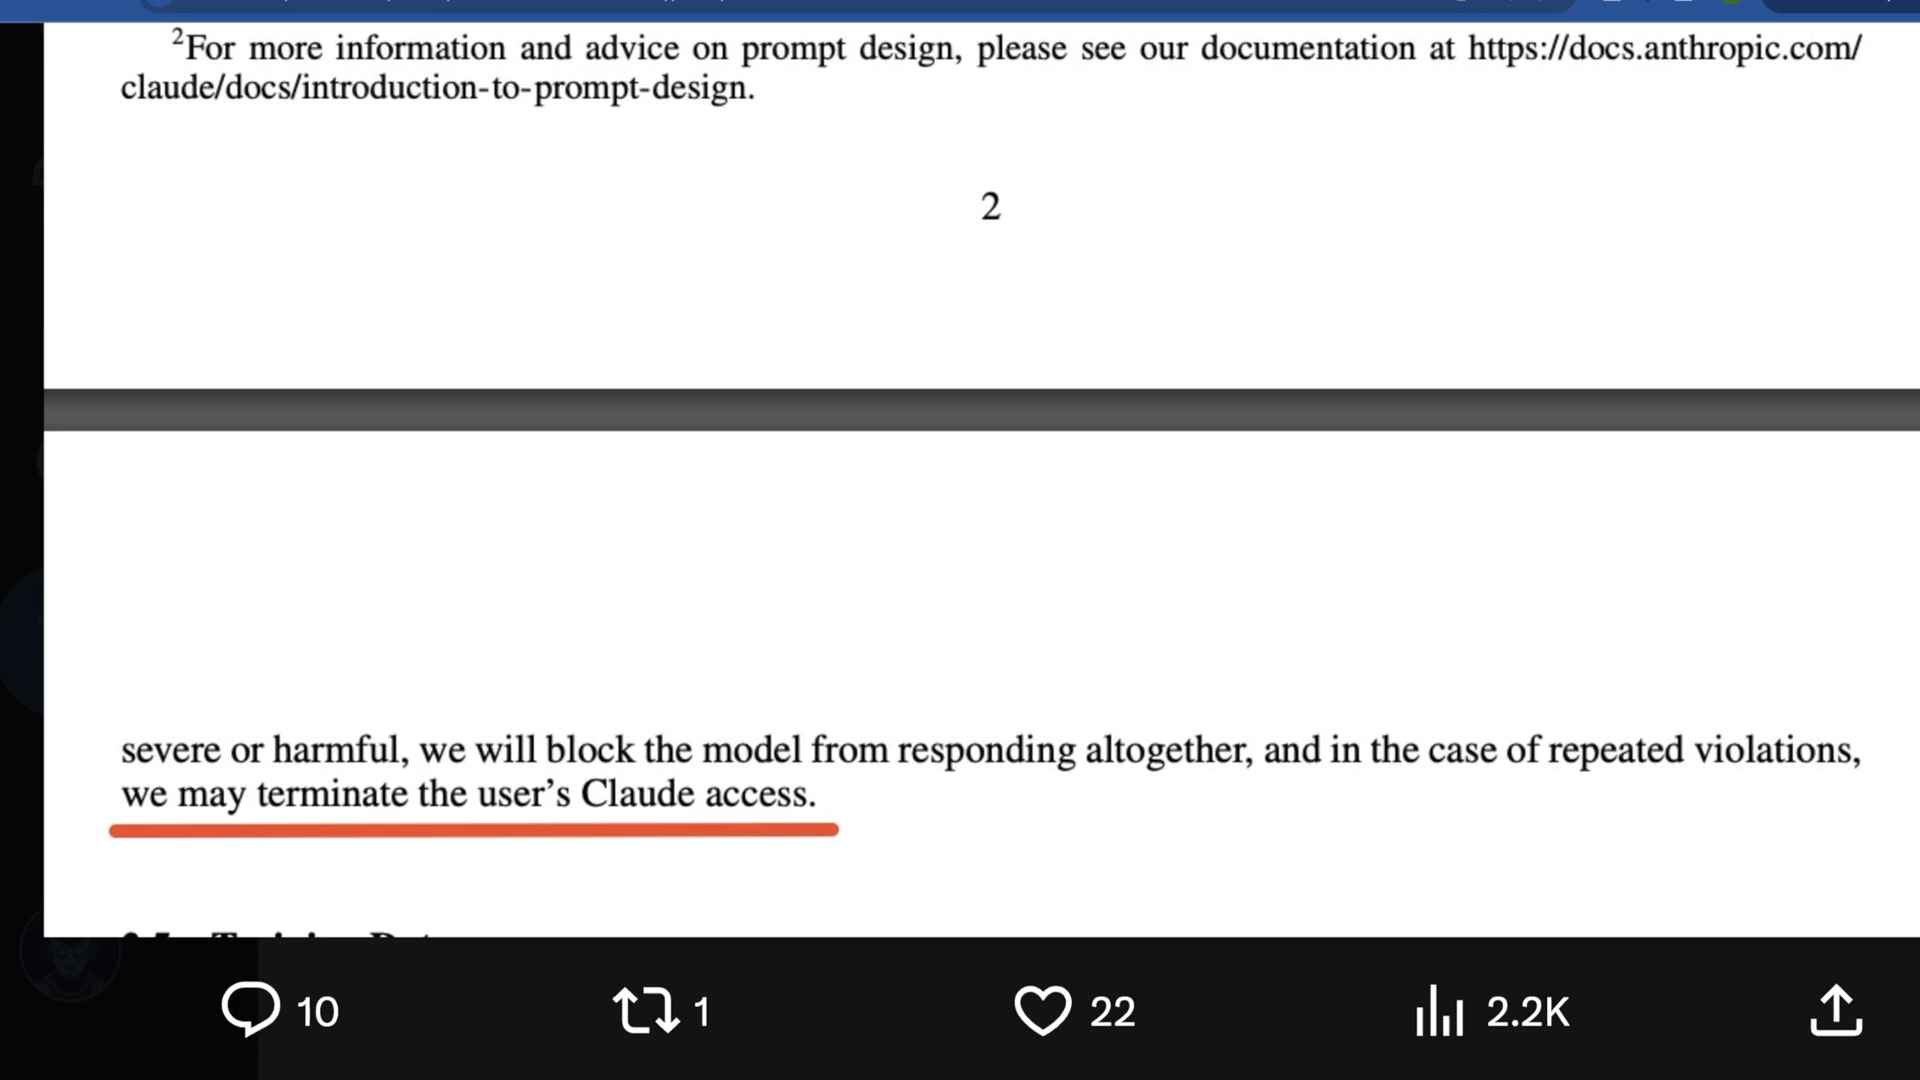 ²For more information and advice on prompt design, please see our documentation at https://docs.anthropic.com/
claude/docs/introduction-to-prompt-design.
2
severe or harmful, we will block the model from responding altogether, and in the case of repeated violations,
we may terminate the user’s Claude access.
10
1
22
2.2K